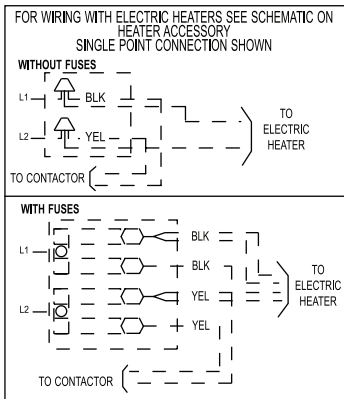 FOR WIRING WITH ELECTRIC HEATERS SEE SCHEMATIC ON
HEATER ACCESSORY
SINGLE POINT CONNECTION SHOWN
WITHOUT FUSES
L1
BLK
L2
YEL
TO
ELECTRIC
HEATER
TO CONTACTOR
WITH FUSES
L1
BLK
BLK
L2
YEL
YEL
TO
ELECTRIC
HEATER
TO CONTACTOR